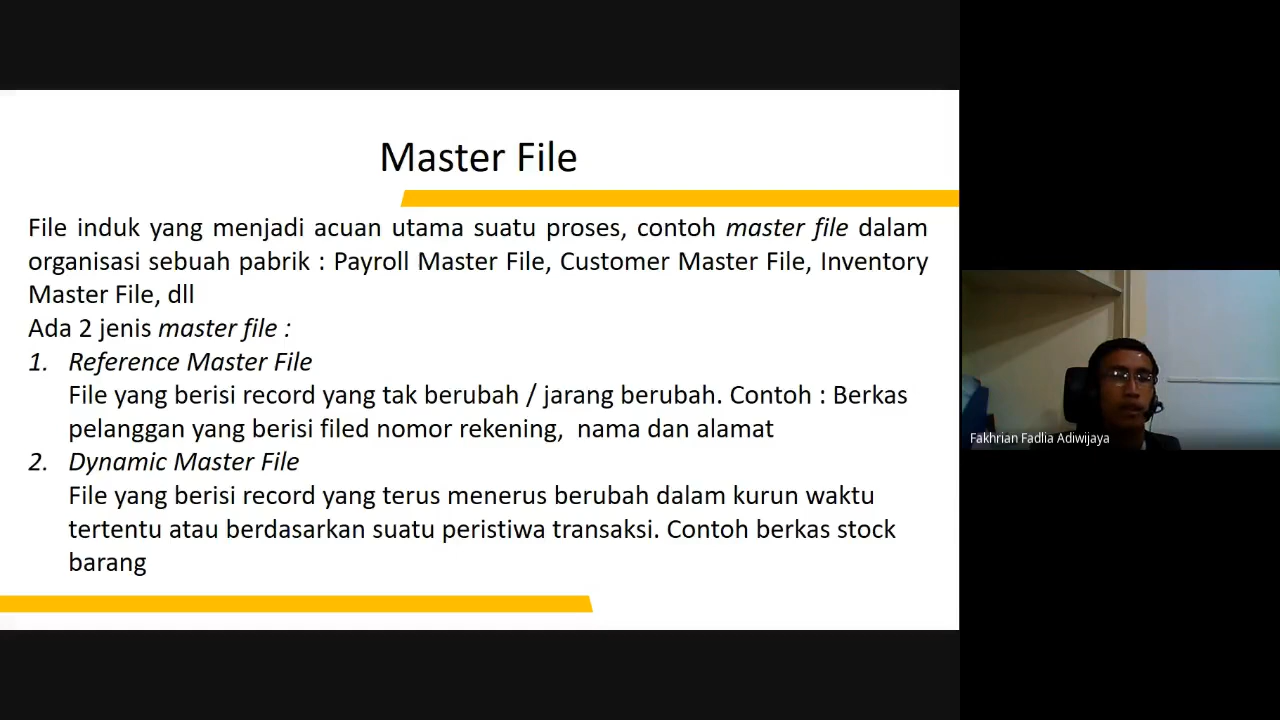 Master File
File induk yang menjadi acuan utama suatu proses, contoh master file dalam
organisasi sebuah pabrik : Payroll Master File, Customer Master File, Inventory
Master File, dll
Ada 2 jenis master file :
1. Reference Master File
File yang berisi record yang tak berubah / jarang berubah. Contoh : Berkas
pelanggan yang berisi filed nomor rekening,  nama dan alamat
2. Dynamic Master File
File yang berisi record yang terus menerus berubah dalam kurun waktu
tertentu atau berdasarkan suatu peristiwa transaksi. Contoh berkas stock
barang
Fakhrian Fadlia Adiwijaya